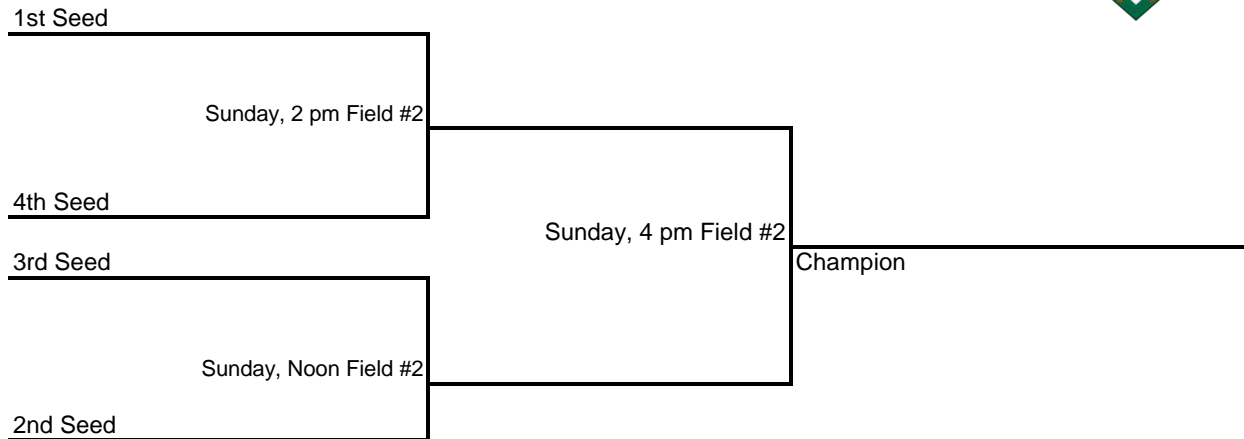 1st Seed
Sunday, 2 pm Field #2
4th Seed
Sunday, 4 pm Field #2
3rd Seed
Champion
Sunday, Noon Field #2
2nd Seed